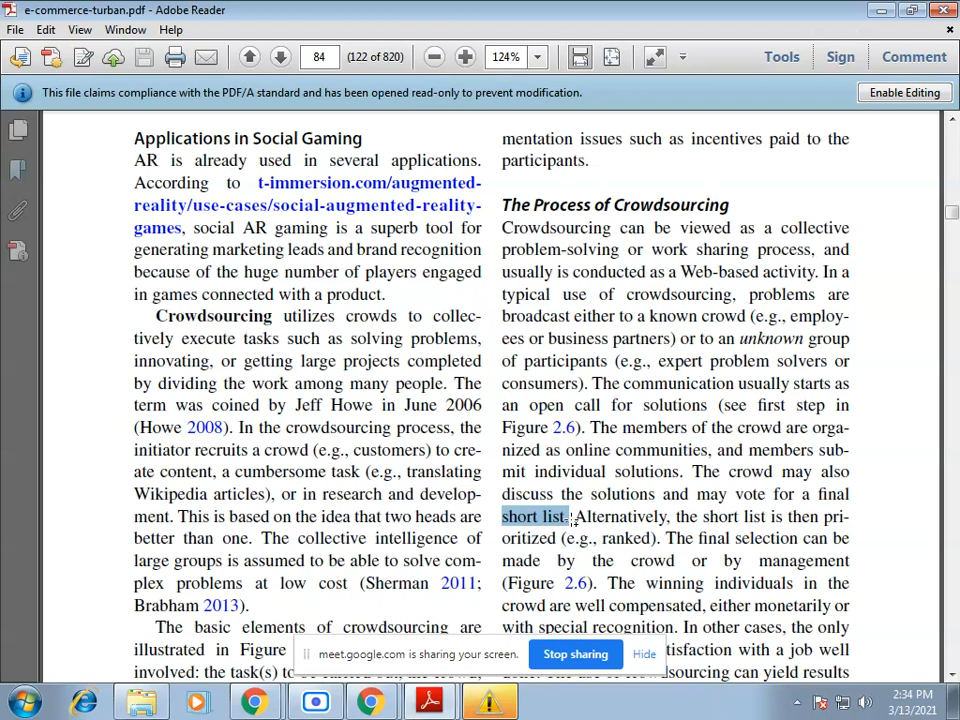 e-commerce-turban.pdf - Adobe Reader
File Edit View Window Help
84 (122 of 820) 124% Tools Sign Comment
This file claims compliance with the PDF/A standard and has been opened read-only to prevent modification. Enable Editing
Applications in Social Gaming
AR is already used in several applications.
According to t-immersion.com/augmented-
reality/use-cases/social-augmented-reality-
games, social AR gaming is a superb tool for
generating marketing leads and brand recognition
because of the huge number of players engaged
in games connected with a product.
Crowdsourcing utilizes crowds to collec-
tively execute tasks such as solving problems,
innovating, or getting large projects completed
by dividing the work among many people. The
term was coined by Jeff Howe in June 2006
(Howe 2008). In the crowdsourcing process, the
initiator recruits a crowd (e.g., customers) to cre-
ate content, a cumbersome task (e.g., translating
Wikipedia articles), or in research and develop-
ment. This is based on the idea that two heads are
better than one. The collective intelligence of
large groups is assumed to be able to solve com-
plex problems at low cost (Sherman 2011;
Brabham 2013).
The basic elements of crowdsourcing are
illustrated in Figure
involved: the task(s) to
mentation issues such as incentives paid to the
participants.
The Process of Crowdsourcing
Crowdsourcing can be viewed as a collective
problem-solving or work sharing process, and
usually is conducted as a Web-based activity. In a
typical use of crowdsourcing, problems are
broadcast either to a known crowd (e.g., employ-
ees or business partners) or to an unknown group
of participants (e.g., expert problem solvers or
consumers). The communication usually starts as
an open call for solutions (see first step in
Figure 2.6). The members of the crowd are orga-
nized as online communities, and members sub-
mit individual solutions. The crowd may also
discuss the solutions and may vote for a final
short list. Alternatively, the short list is then pri-
oritized (e.g., ranked). The final selection can be
made by the crowd or by management
(Figure 2.6). The winning individuals in the
crowd are well compensated, either monetarily or
with special recognition. In other cases, the only
satisfaction with a job well
crowdsourcing can yield results
meet.google.com is sharing your screen. Stop sharing Hide
2:34 PM
3/13/2021